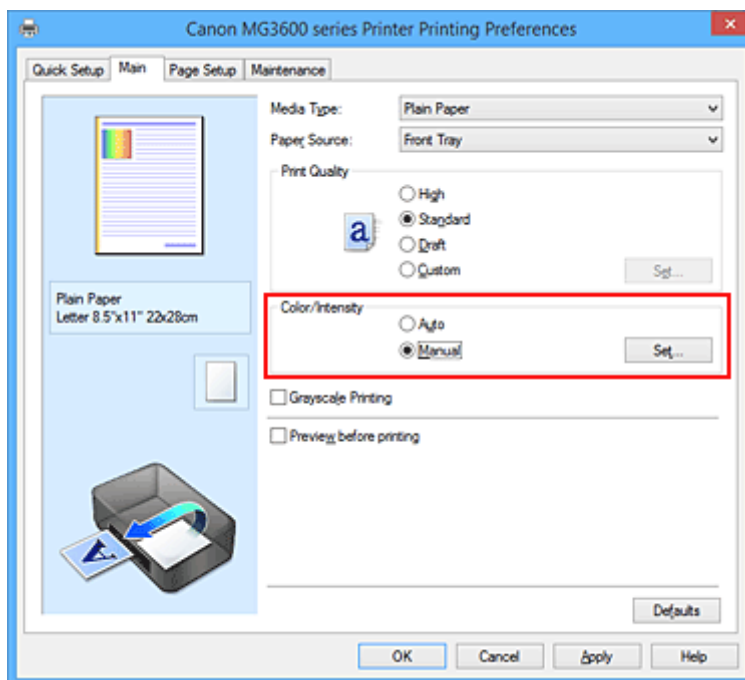 Canon MG3600 series Printer Printing Preferences
Quick Setup Main Page Setup Maintenance
Media Type: Plain Paper
Paper Source: Front Tray
Print Quality
High
a Standard
Draft
Custom Set...
Plain Paper
Letter 8.5"x11" 22x28cm
Color/Intensity
Auto
Manual Set...
Grayscale Printing
Preview before printing
A
Defaults
OK Cancel Apply Help